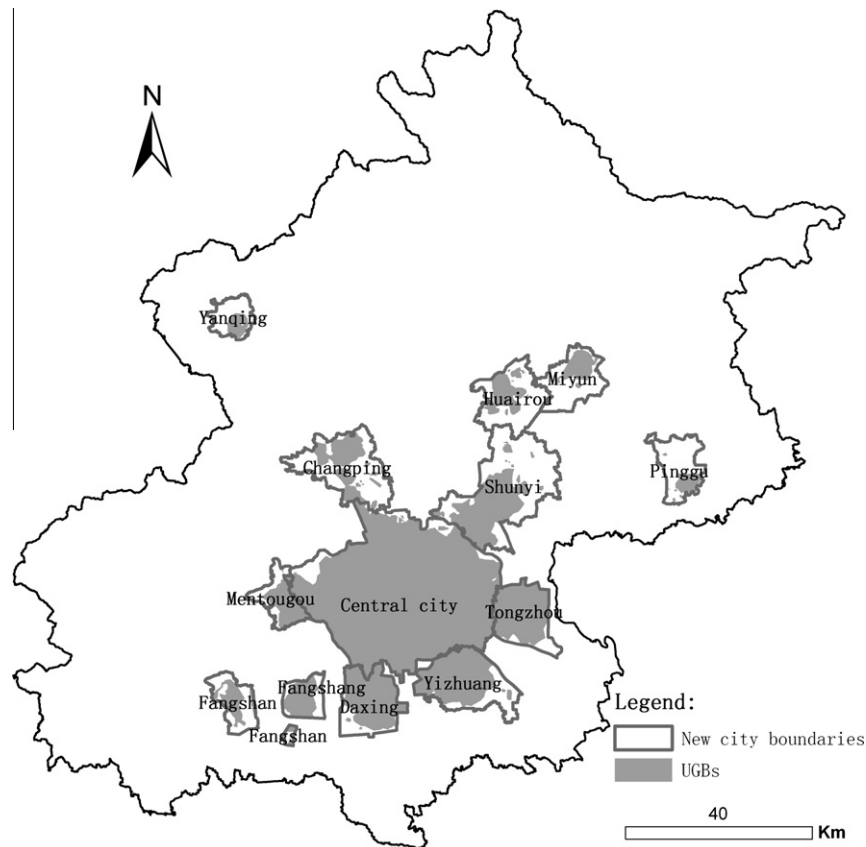 N
Yanqing
Miyun
Huairou
Changping
Pinggu
Shunyi
Mentougou
Central city
Tongzhou
Fangshan
Fangshang
Daxing
Yizhuang
Fangshan
Legend:
New city boundaries
UGBs
40
Km